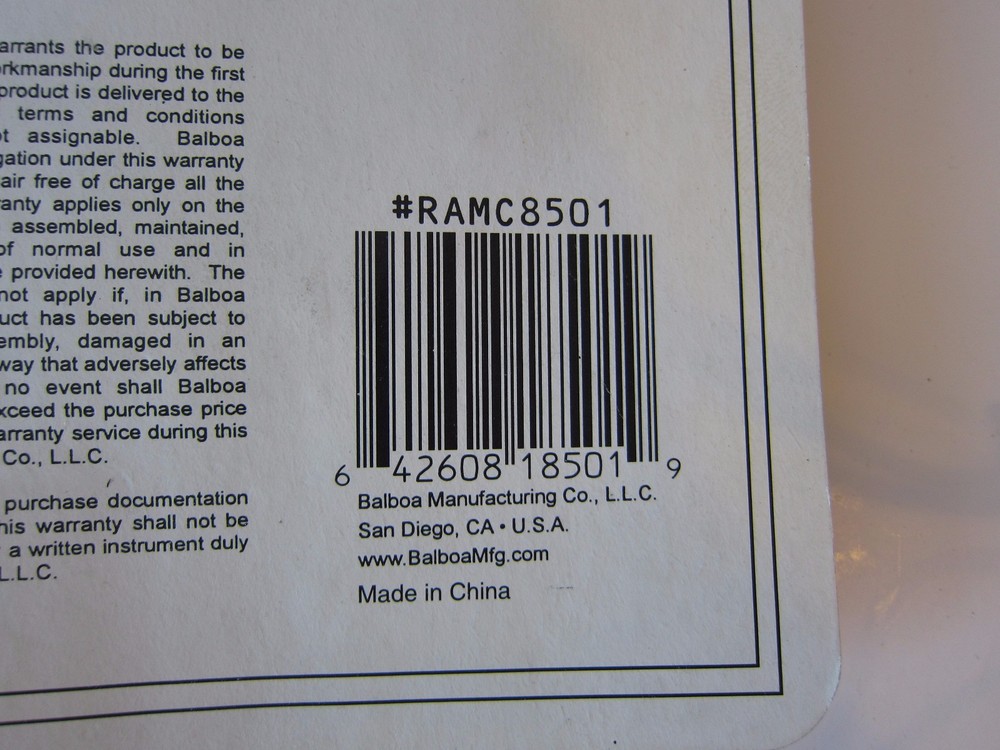 arrants the product to be
rkmanship during the first
product is delivered to the
terms and conditions
ot assignable. Balboa
gation under this warranty
air free of charge all the
ranty applies only on the
assembled, maintained,
of normal use and in
e provided herewith. The
not apply if, in Balboa
uct has been subject to
embly, damaged in an
way that adversely affects
no event shall Balboa
xceed the purchase price
arranty service during this
Co., L.L.C.
purchase documentation
his warranty shall not be
a written instrument duly
L.L.C.
#RAMC8501
6 42608 18501 9
Balboa Manufacturing Co., L.L.C.
San Diego, CA • U.S.A.
www.BalboaMfg.com
Made in China